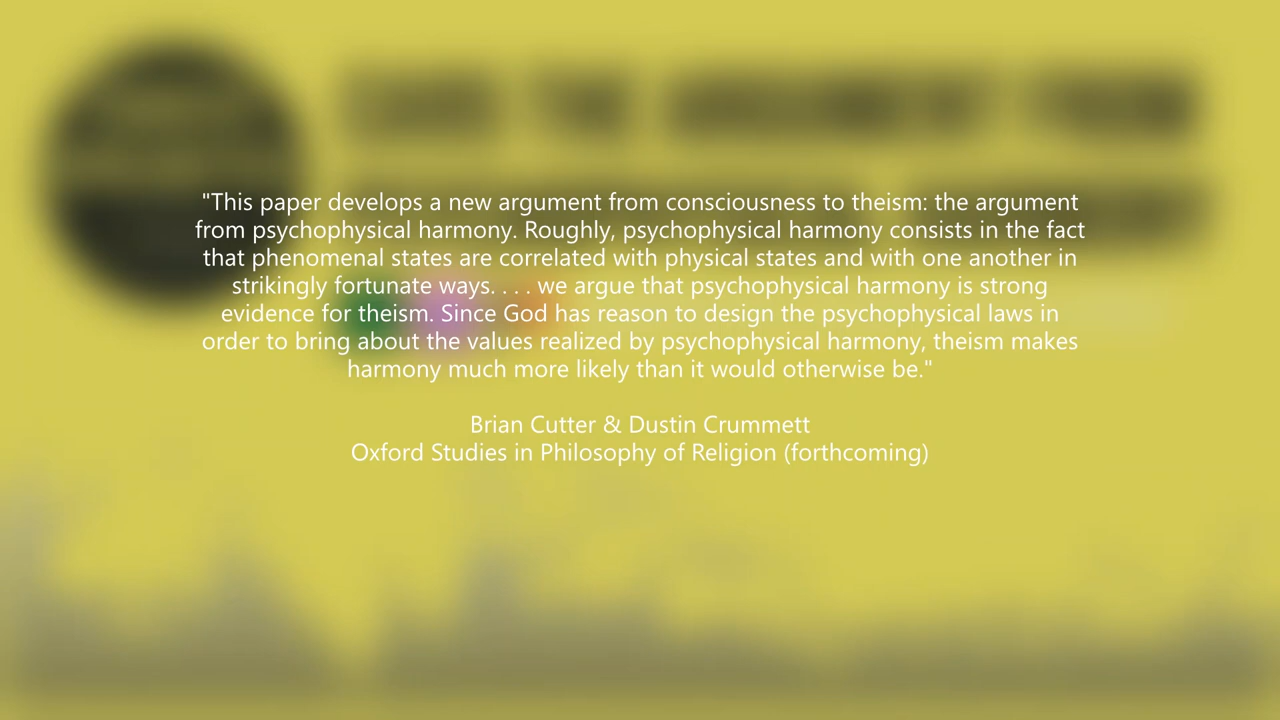 "This paper develops a new argument from consciousness to theism: the argument
from psychophysical harmony. Roughly, psychophysical harmony consists in the fact
that phenomenal states are correlated with physical states and with one another in
strikingly fortunate ways. . . . we argue that psychophysical harmony is strong
evidence for theism. Since God has reason to design the psychophysical laws in
order to bring about the values realized by psychophysical harmony, theism makes
harmony much more likely than it would otherwise be."
Brian Cutter & Dustin Crummett
Oxford Studies in Philosophy of Religion (forthcoming)